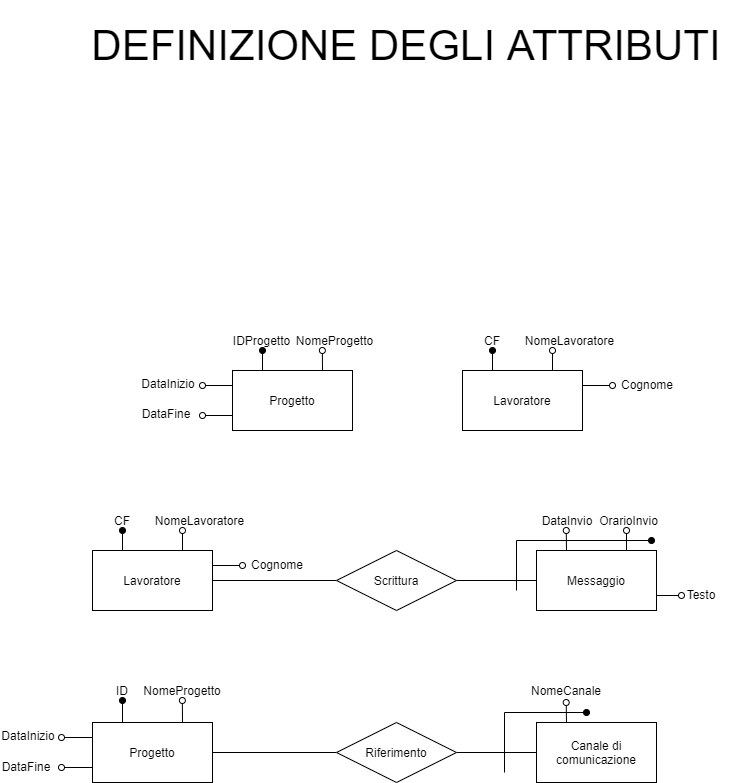 DEFINIZIONE DEGLI ATTRIBUTI
IDProgetto NomeProgetto
DataInizio
DataFine
Progetto
CF NomeLavoratore
Lavoratore
Cognome
CF NomeLavoratore
Lavoratore
Cognome
Scrittura
DataInvio OrarioInvio
Messaggio
Testo
ID NomeProgetto
DataInizio
DataFine
Progetto
Riferimento
NomeCanale
Canale di
comunicazione